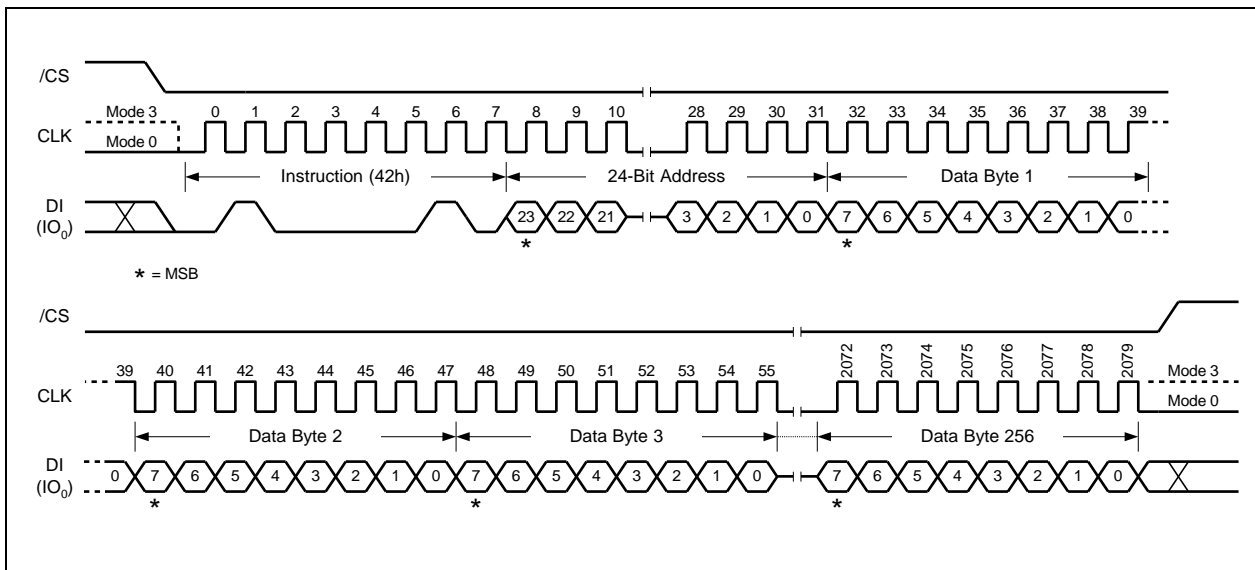 /CS
Mode 3 0 1 2 3 4 5 6 7 8 9 10 28 29 30 31 32 33 34 35 36 37 38 39
CLK Mode 0
Instruction (42h) 24-Bit Address Data Byte 1
DI
(IO₀) 23 22 21 3 2 1 0 7 6 5 4 3 2 1 0
* *
* = MSB
/CS
39 40 41 42 43 44 45 46 47 48 49 50 51 52 53 54 55 2072 2073 2074 2075 2076 2077 2078 2079 Mode 3
CLK Mode 0
Data Byte 2 Data Byte 3 Data Byte 256
DI
(IO₀) 0 7 6 5 4 3 2 1 0 7 6 5 4 3 2 1 0 7 6 5 4 3 2 1 0
* * *